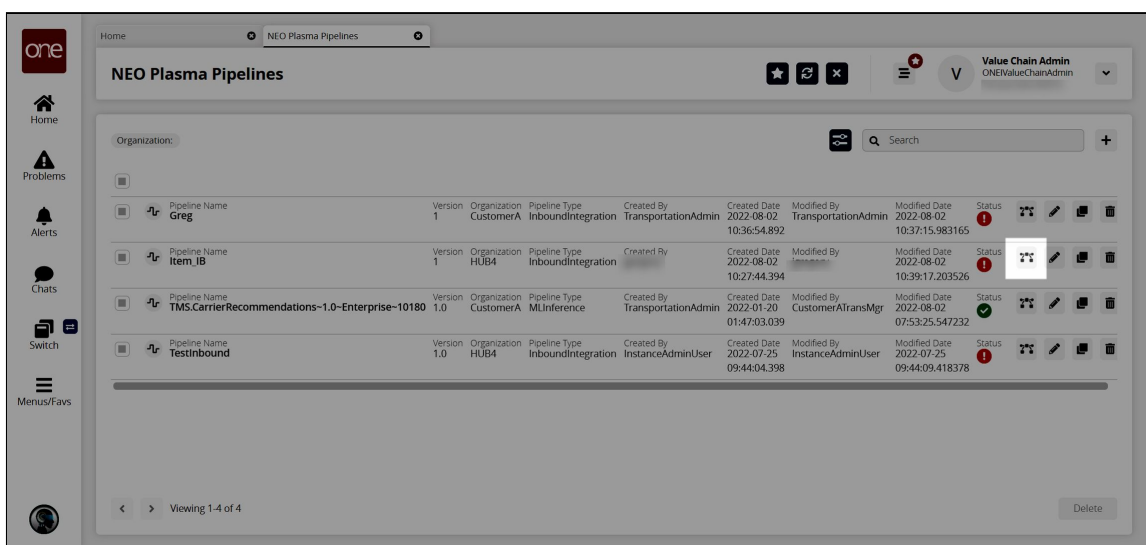 one
Home
NEO Plasma Pipelines
NEO Plasma Pipelines
V
Value Chain Admin
ONEIValueChainAdmin
Home
Problems
Alerts
Chats
Switch
Menus/Favs
Organization:
Search
Pipeline Name Version Organization Pipeline Type Created By Created Date Modified By Modified Date Status
Greg 1 CustomerA InboundIntegration TransportationAdmin 2022-08-02 TransportationAdmin 2022-08-02
10:36:54.892 10:37:15.983165
Pipeline Name Version Organization Pipeline Type Created By Created Date Modified By Modified Date Status
Item_IB 1 HUB4 InboundIntegration 2022-08-02 2022-08-02
10:27:44.394 10:39:17.203526
Pipeline Name Version Organization Pipeline Type Created By Created Date Modified By Modified Date Status
TMS.CarrierRecommendations~1.0~Enterprise~10180 1.0 CustomerA MLInference TransportationAdmin 2022-01-20 CustomerATransMgr 2022-08-02
01:47:03.039 07:53:25.547232
Pipeline Name Version Organization Pipeline Type Created By Created Date Modified By Modified Date Status
TestInbound 1.0 HUB4 InboundIntegration InstanceAdminUser 2022-07-25 InstanceAdminUser 2022-07-25
09:44:04.398 09:44:09.418378
Viewing 1-4 of 4
Delete